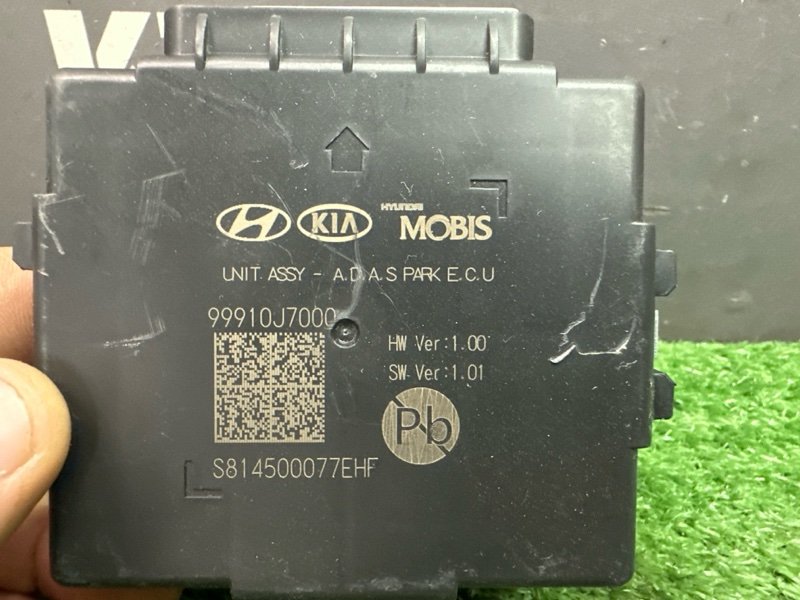 KIA
HYUNDAI
MOBIS
UNIT ASSY - A.D.A.S PARK E.C.U
99910J7000
HW Ver:1.00
SW Ver:1.01
Pb
S814500077EHF